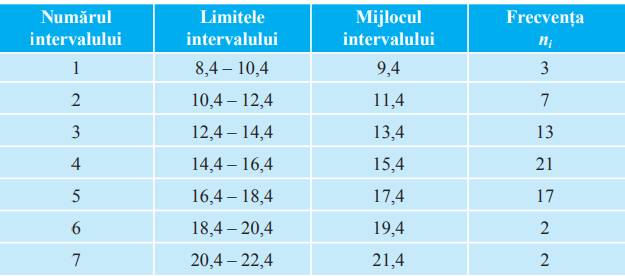 Numărul intervalului Limitele intervalului Mijlocul intervalului Frecvența nᵢ
1 8,4 – 10,4 9,4 3
2 10,4 – 12,4 11,4 7
3 12,4 – 14,4 13,4 13
4 14,4 – 16,4 15,4 21
5 16,4 – 18,4 17,4 17
6 18,4 – 20,4 19,4 2
7 20,4 – 22,4 21,4 2